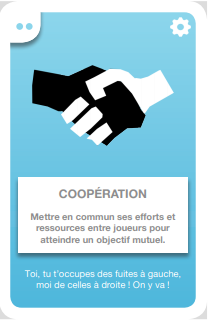 COOPÉRATION
Mettre en commun ses efforts et
ressources entre joueurs pour
atteindre un objectif mutuel.
Toi, tu t'occupes des fuites à gauche,
moi de celles à droite ! On y va !